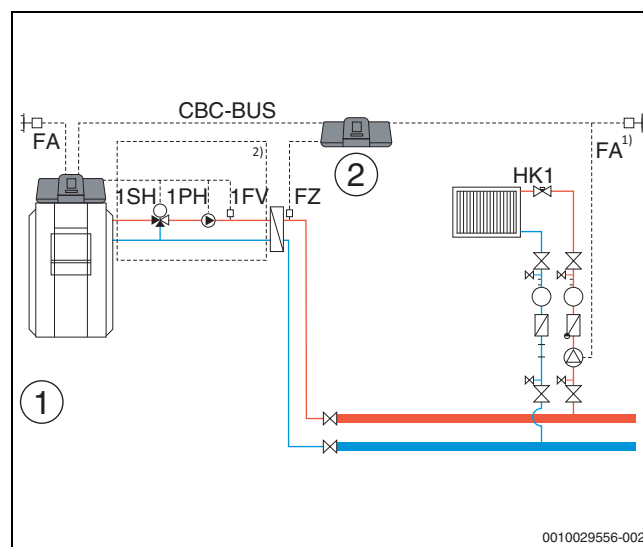 CBC-BUS
FA
FA1)
2)
2
HK1
1SH 1PH 1FV FZ
1
0010029556-002